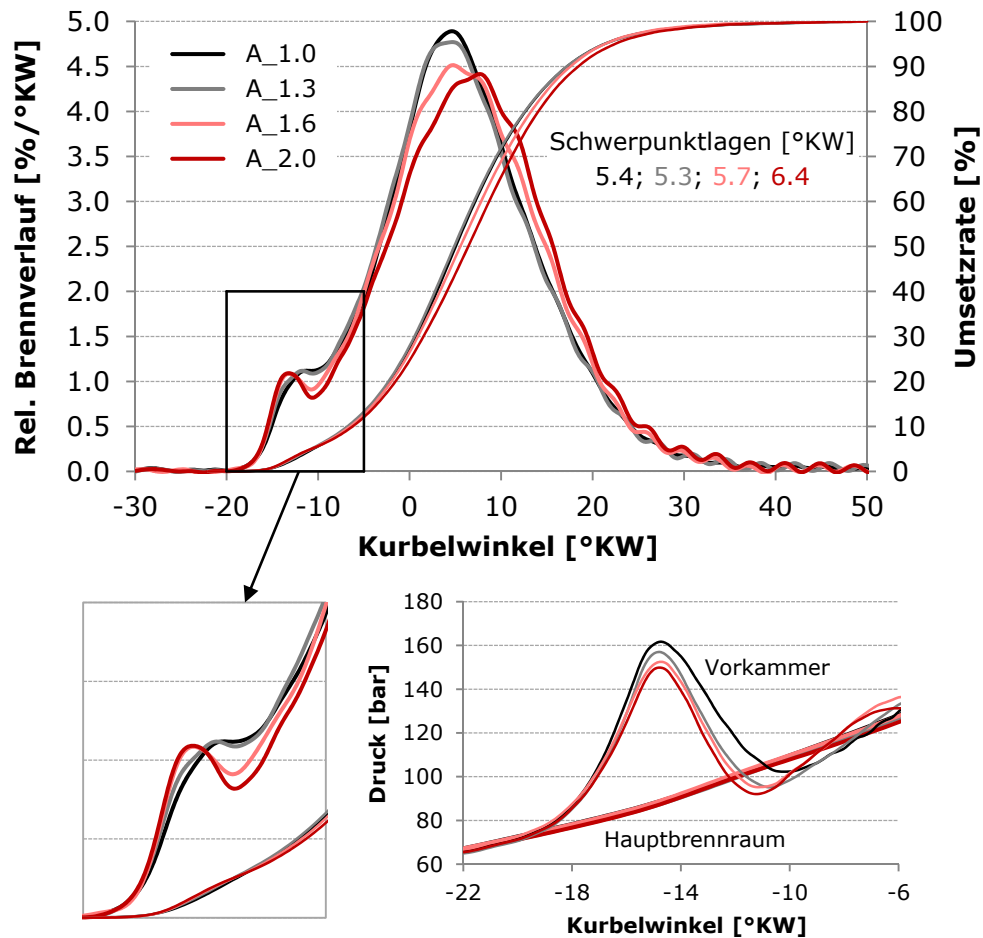 Rel. Brennverlauf [%/°KW]
5.0
4.5
4.0
3.5
3.0
2.5
2.0
1.5
1.0
0.5
0.0
A_1.0
A_1.3
A_1.6
A_2.0
Schwerpunktlagen [°KW]
5.4; 5.3; 5.7; 6.4
100
90
80
70
60
50
40
30
20
10
0
Umsetzrate [%]
-30 -20 -10 0 10 20 30 40 50
Kurbelwinkel [°KW]
Druck [bar]
180
160
140
120
100
80
60
Vorkammer
Hauptbrennraum
-22 -18 -14 -10 -6
Kurbelwinkel [°KW]